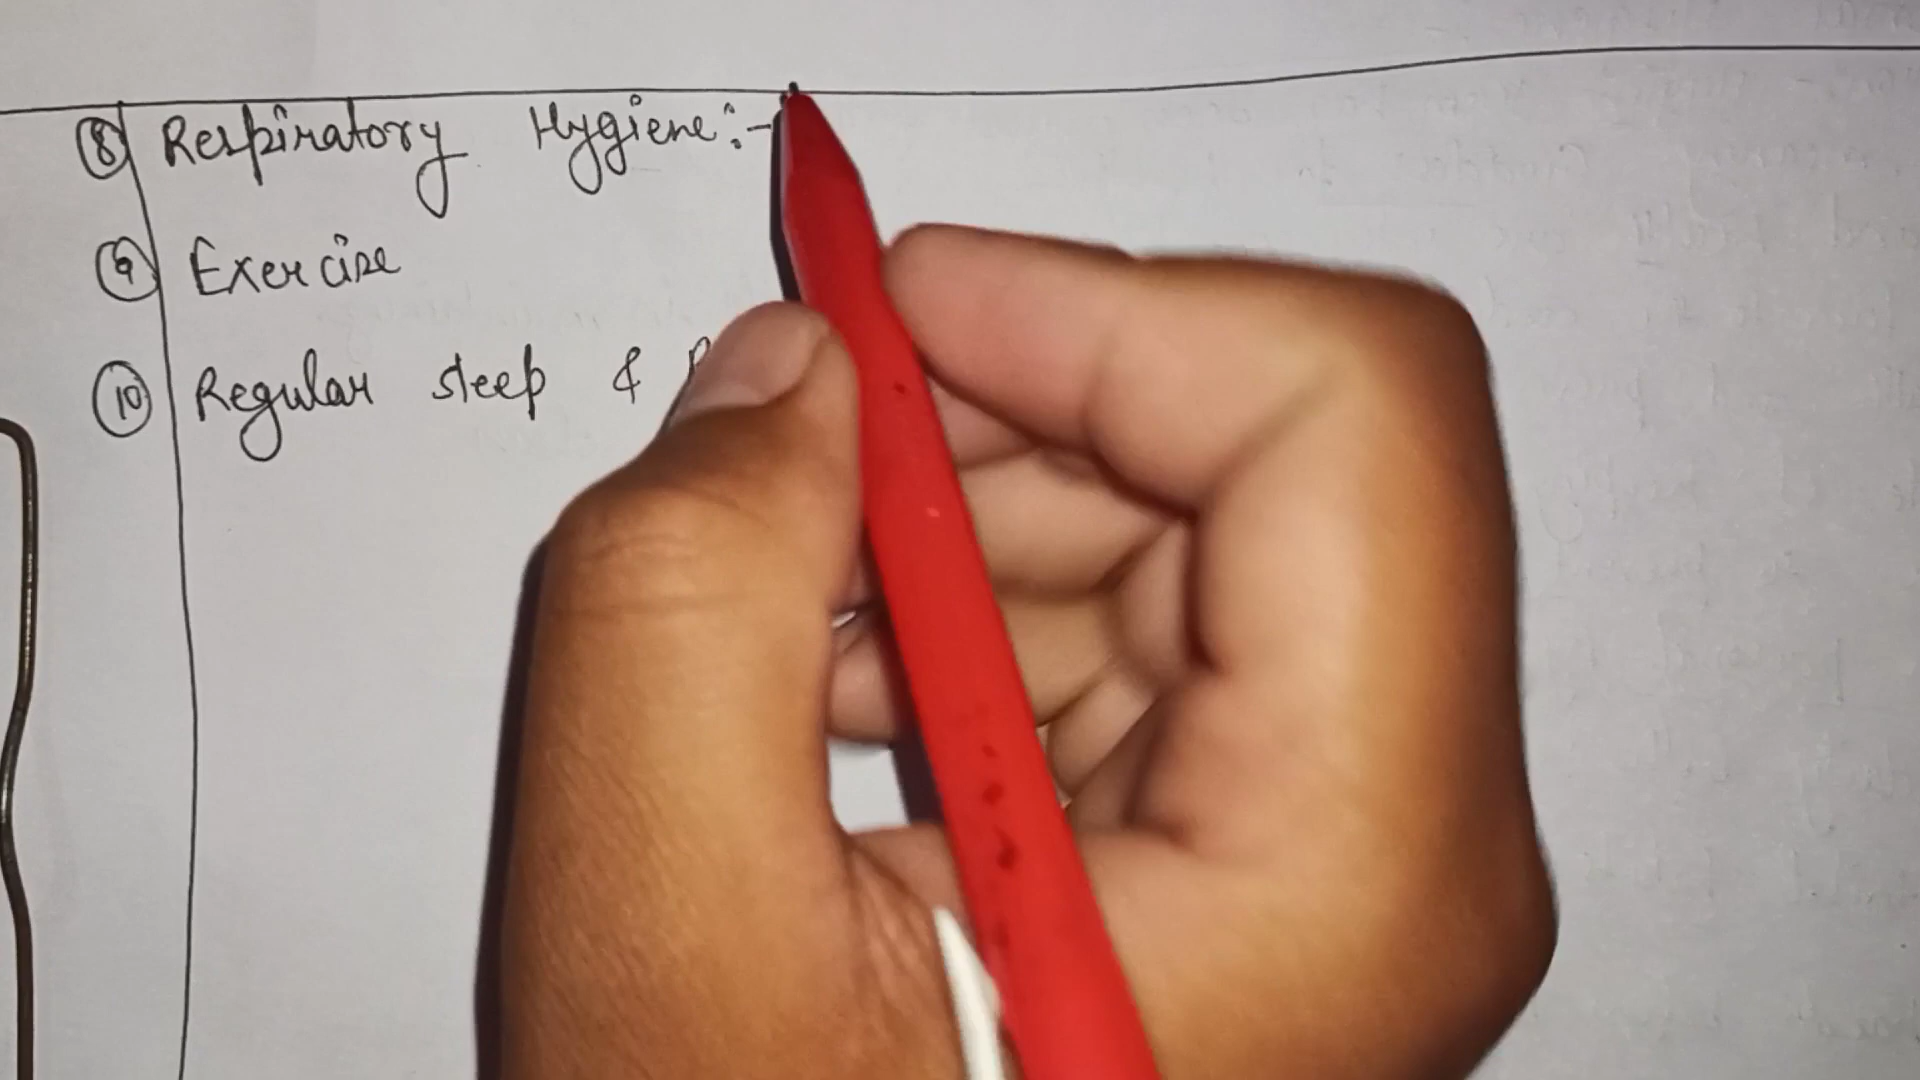 ⑧ Respiratory Hygiene:-
⑨ Exercise
⑩ Regular sleep &